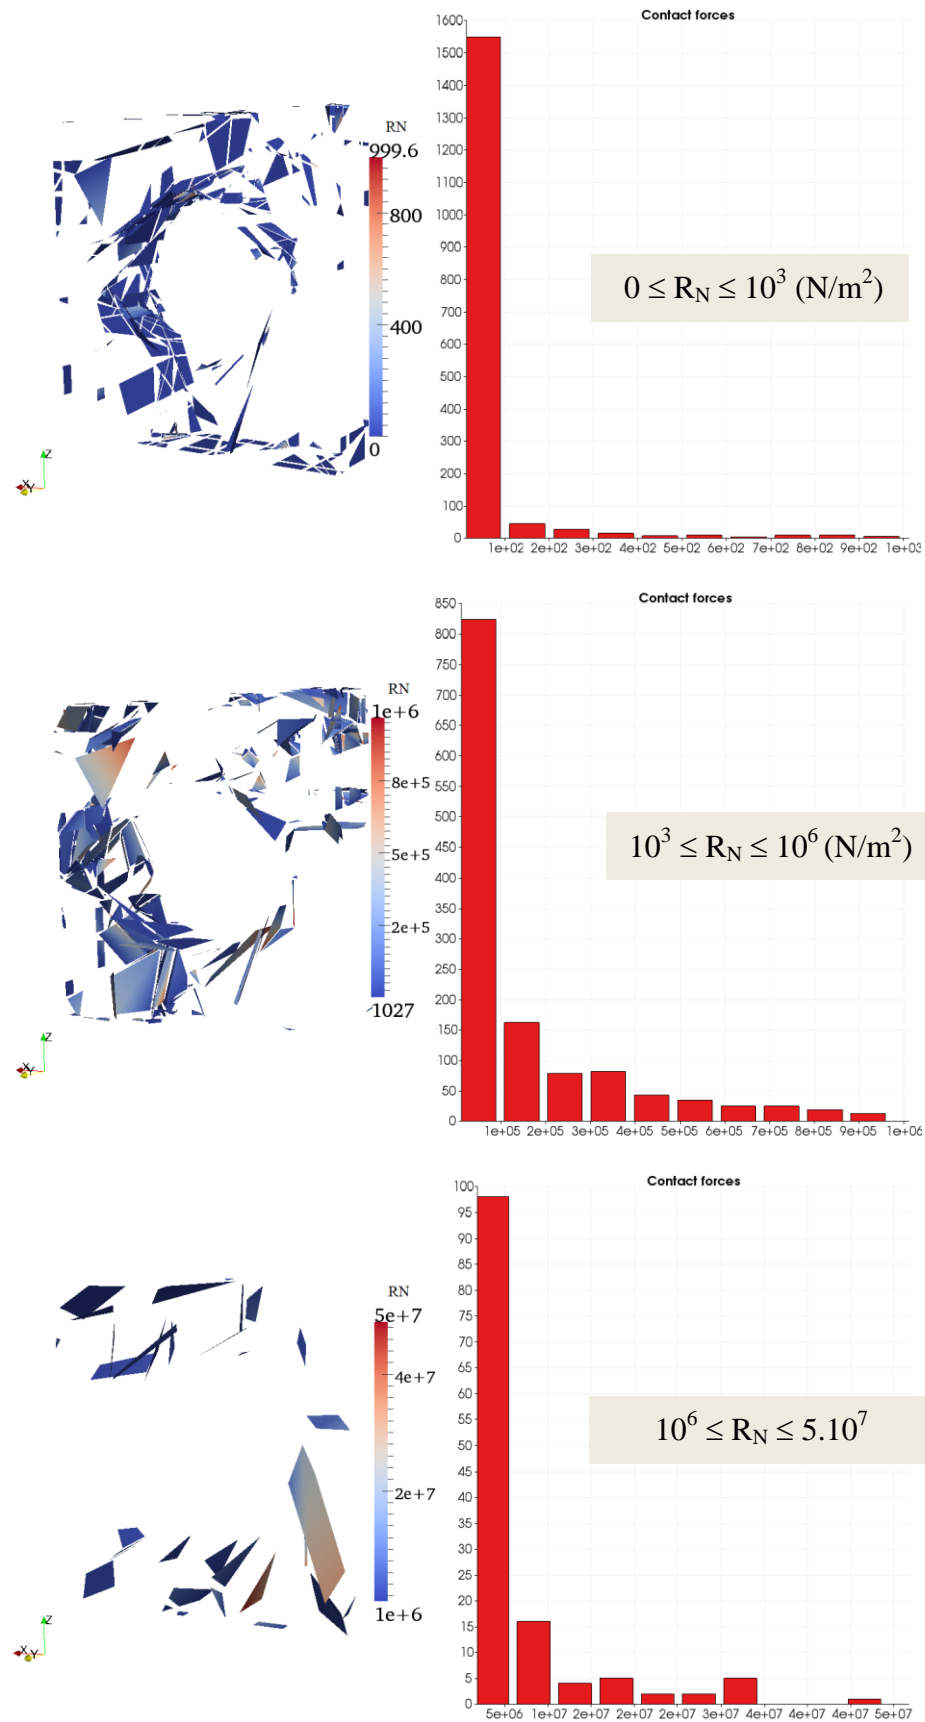 Contact forces
1600
1500
1400
1300
1200
1100
1000
900
800
700
600
500
400
300
200
100
0
1e+02 2e+02 3e+02 4e+02 5e+02 6e+02 7e+02 8e+02 9e+02 1e+03
RN
999.6
800
400
0
Z
X
Y
0 ≤ R_N ≤ 10³ (N/m²)
Contact forces
850
800
750
700
650
600
550
500
450
400
350
300
250
200
150
100
50
0
1e+05 2e+05 3e+05 4e+05 5e+05 6e+05 7e+05 8e+05 9e+05 1e+06
RN
1e+6
8e+5
5e+5
2e+5
1027
Z
X
Y
10³ ≤ R_N ≤ 10⁶ (N/m²)
Contact forces
100
95
90
85
80
75
70
65
60
55
50
45
40
35
30
25
20
15
10
5
0
5e+06 1e+07 2e+07 2e+07 2e+07 3e+07 4e+07 4e+07 4e+07 5e+07
RN
5e+7
4e+7
2e+7
1e+6
Z
X
Y
10⁶ ≤ R_N ≤ 5.10⁷